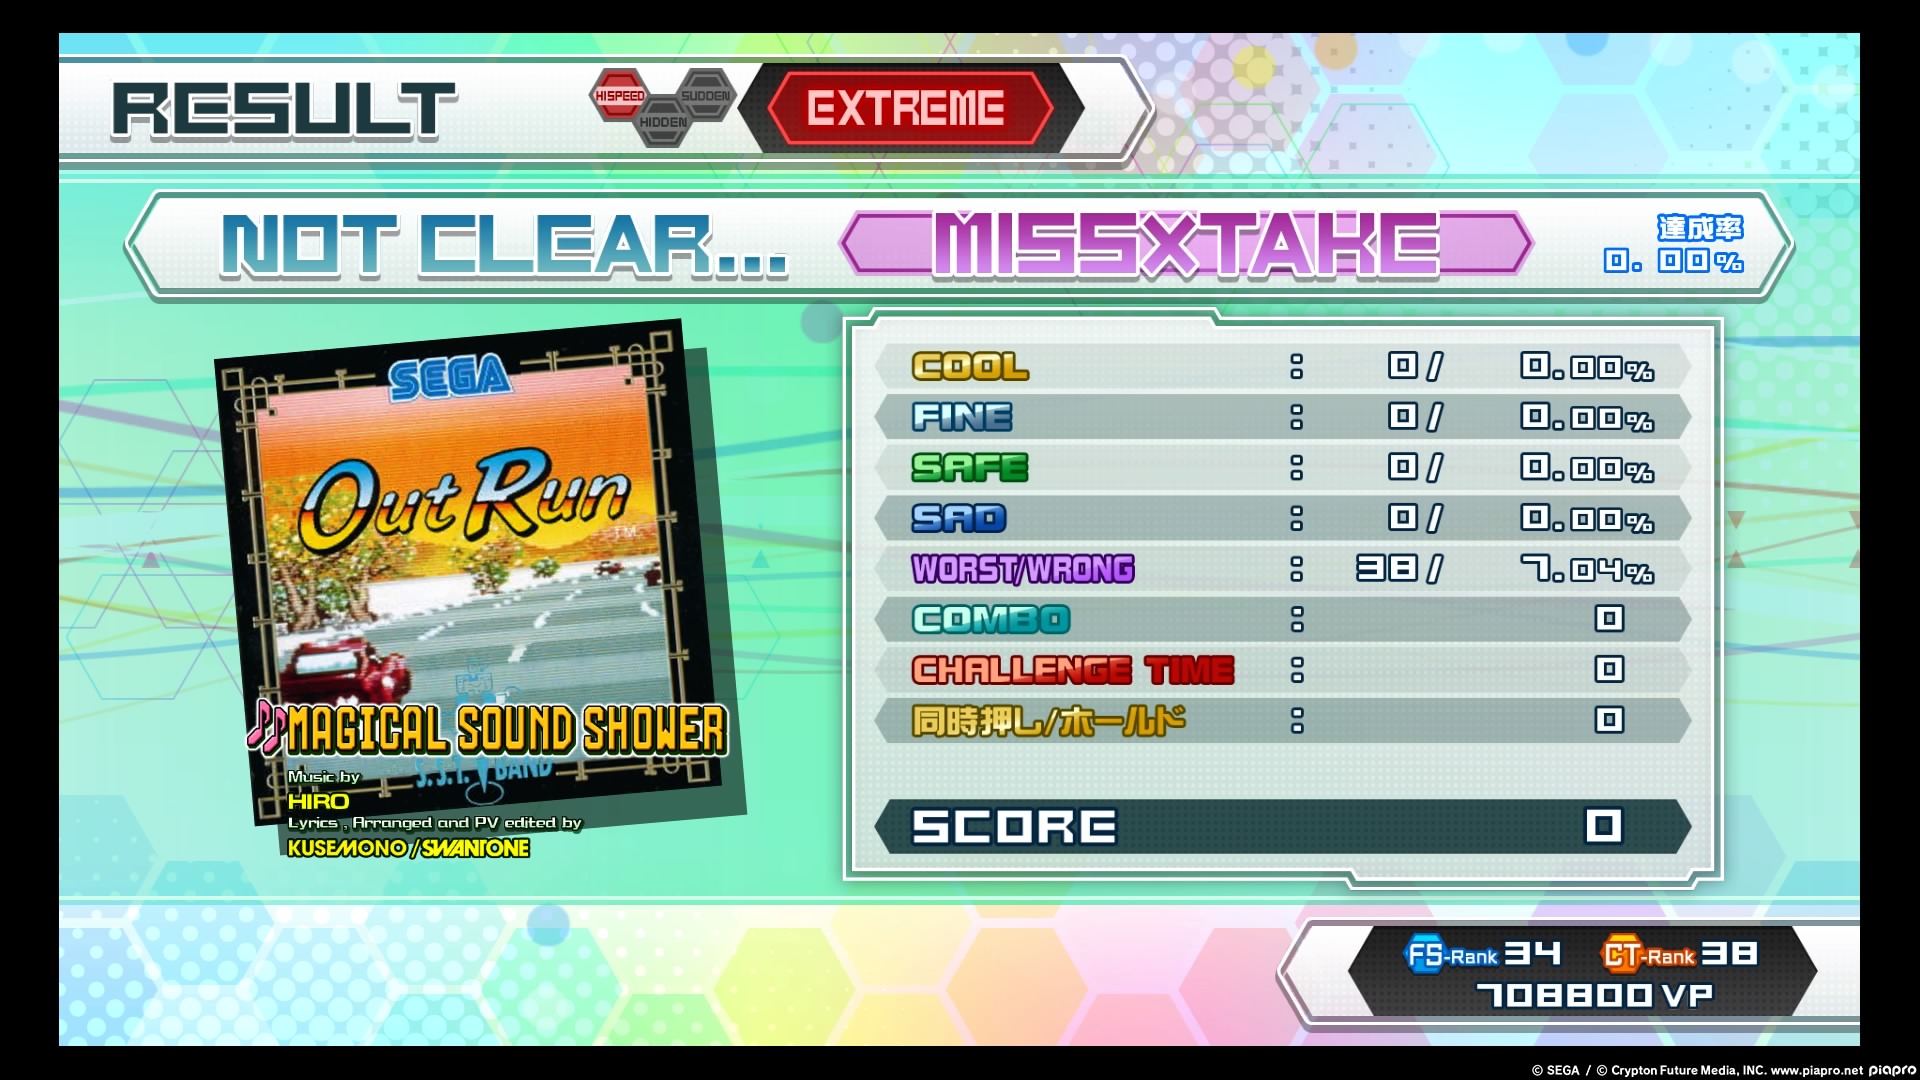 RESULT
HISPEED
SUDDEN
HIDDEN
EXTREME
NOT CLEAR...
MISS×TAKE
達成率
0.00%
SEGA
Out Run
TM
S.S.T. BAND
♪♪MAGICAL SOUND SHOWER
Music by
HIRO
Lyrics , Arranged and PV edited by
KUSEMONO / SWANTONE
COOL : 0 / 0.00%
FINE : 0 / 0.00%
SAFE : 0 / 0.00%
SAD : 0 / 0.00%
WORST/WRONG : 38 / 7.04%
COMBO : 0
CHALLENGE TIME : 0
同時押し/ホールド : 0
SCORE 0
FS-Rank 34 CT-Rank 38
708800 VP
© SEGA / © Crypton Future Media, INC. www.piapro.net piapro